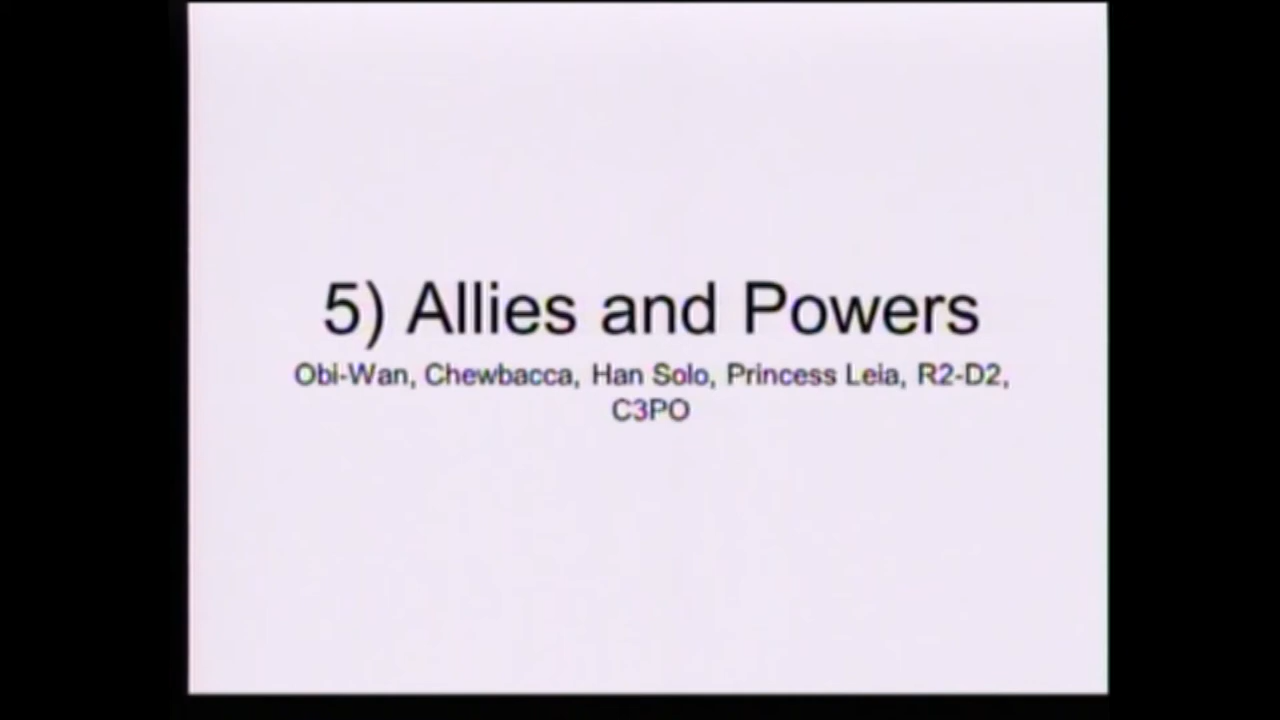 5) Allies and Powers
Obi-Wan, Chewbacca, Han Solo, Princess Leia, R2-D2,
C3PO